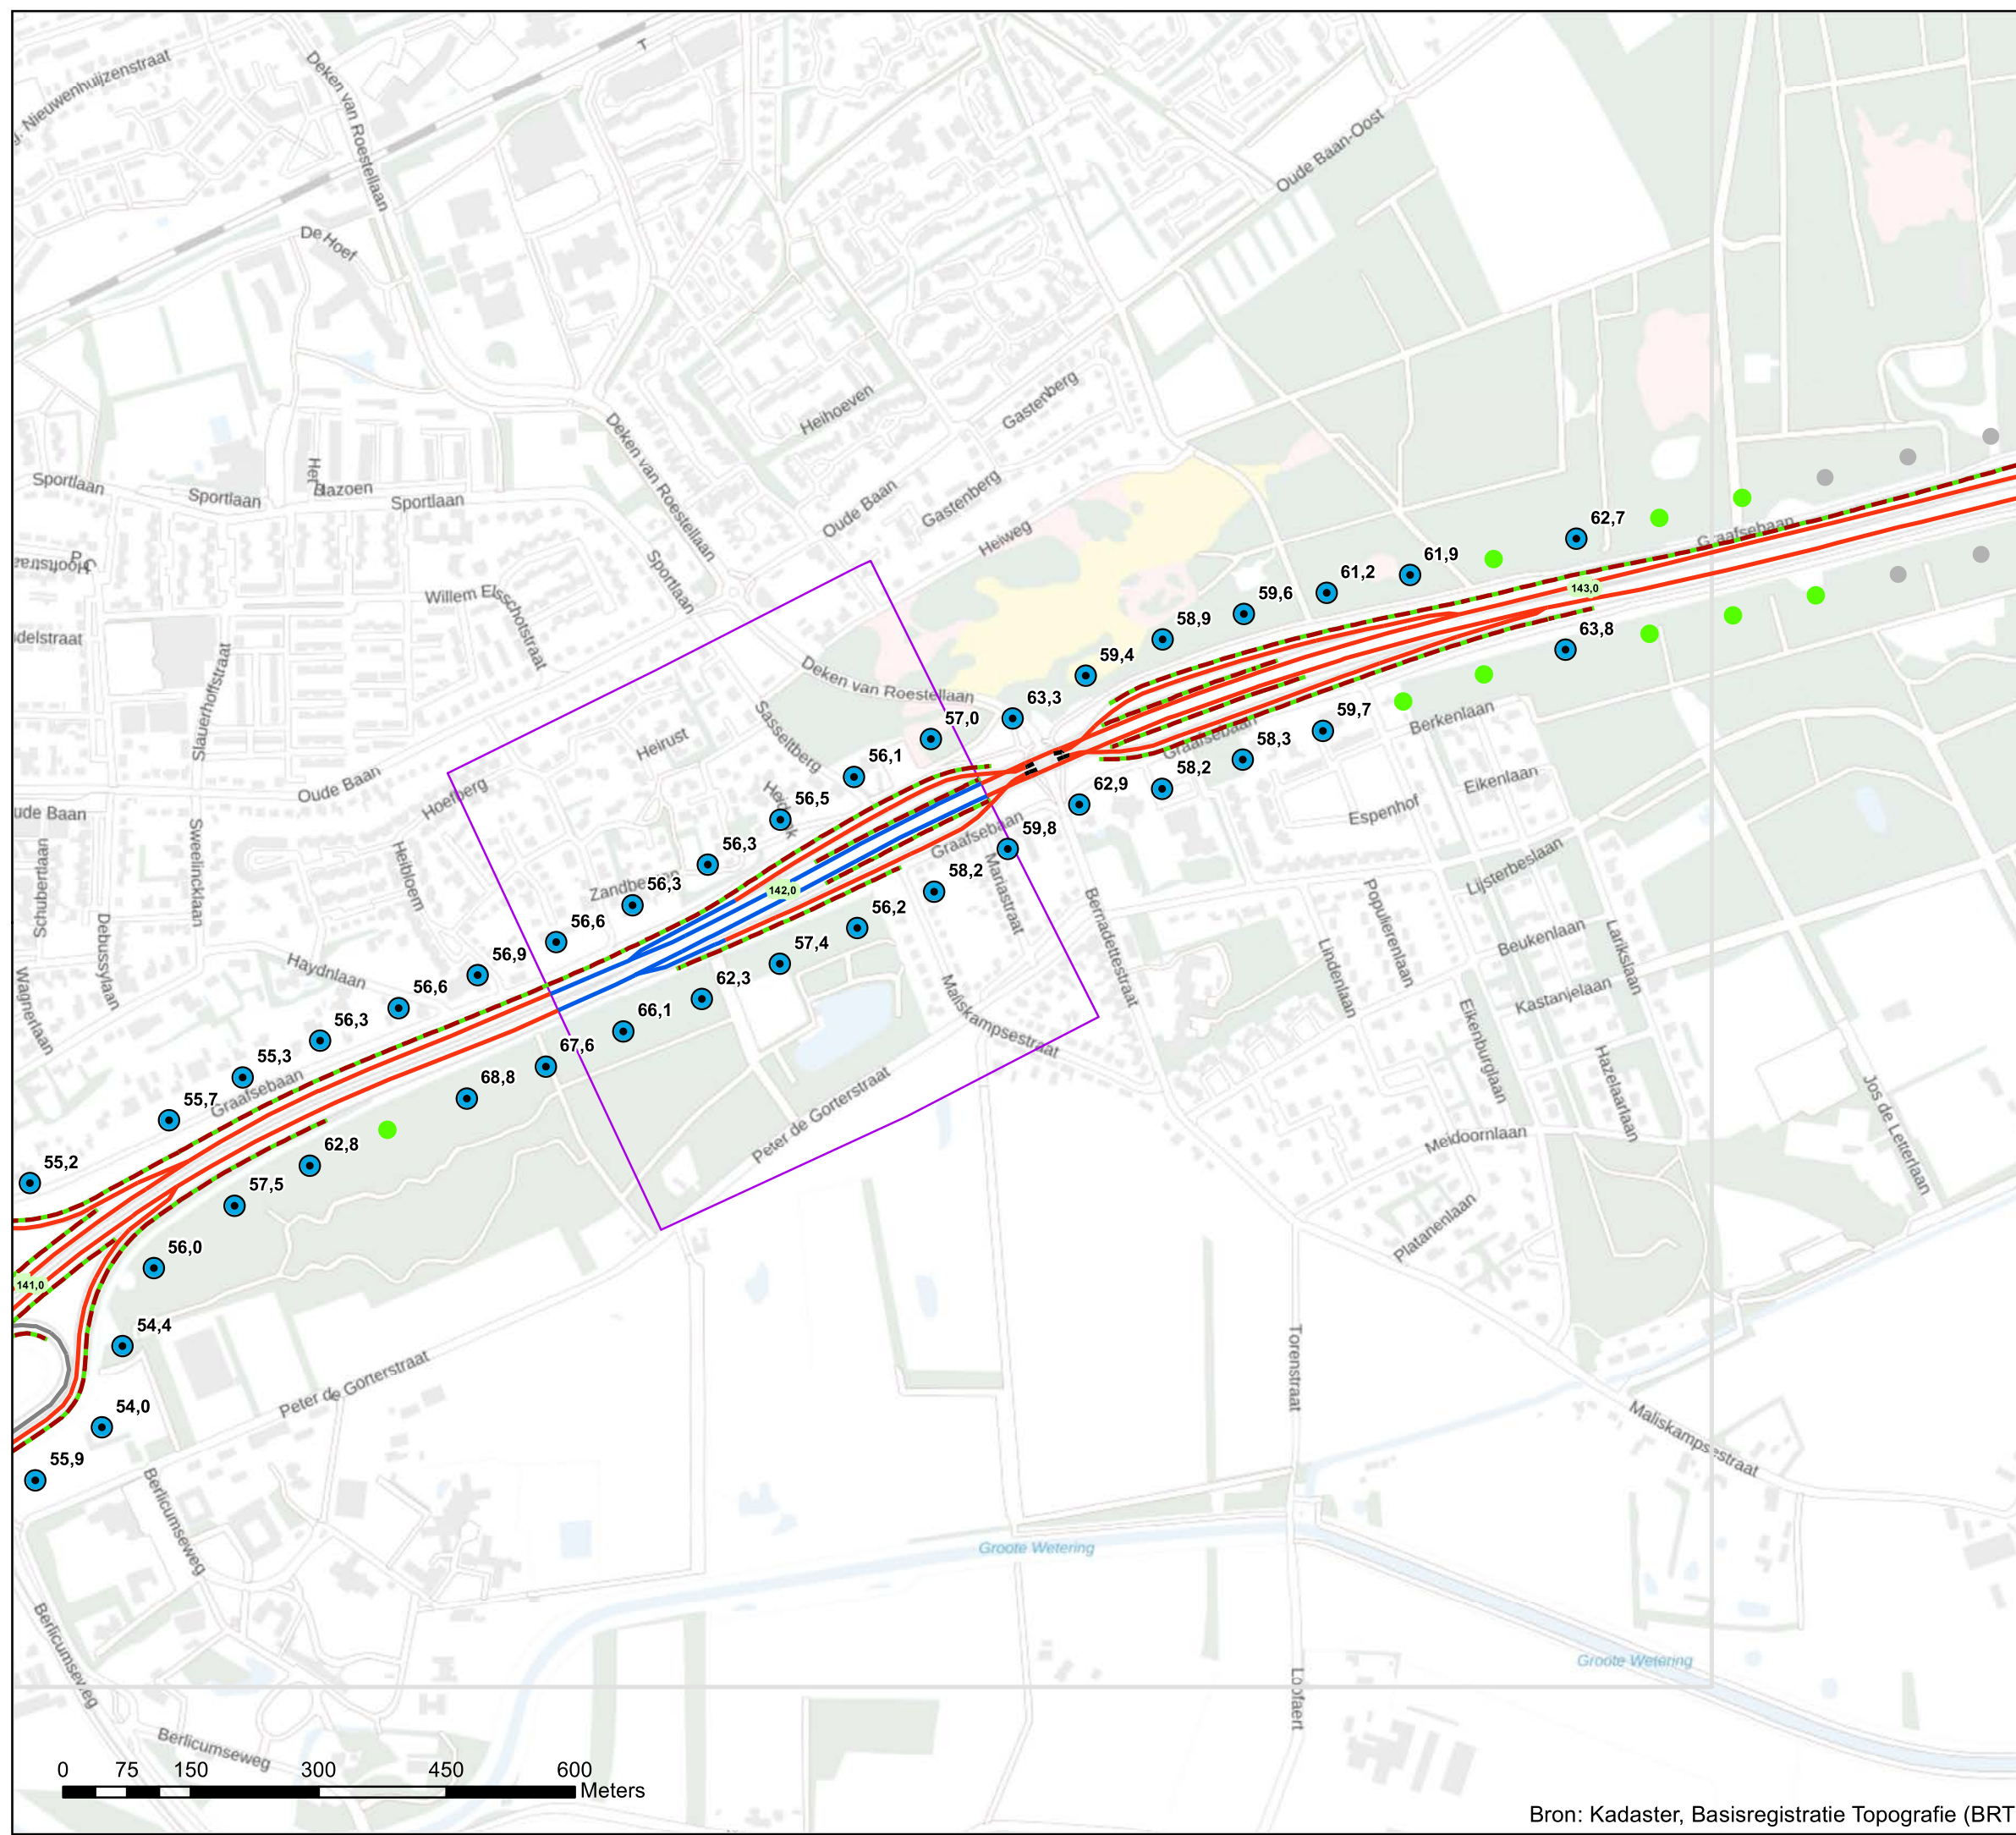 Nieuwenhuijzenstraat
Deken van Roestellaan
T
Oude Baan-Oost
De Hoef
Heihoeven
Gastenberg
Deken van Roestellaan
Sportlaan
Sportlaan
Sportlaan
Oude Baan
Gastenberg
Heiweg
Sportlaan
Graafsebaan
62,7
61,9
61,2
59,6
58,9
59,4
143,0
63,8
Willem Elsschotstraat
Slauerhoffstraat
Deken van Roestellaan
63,3
57,0
56,1
56,5
56,3
56,3
56,6
56,9
56,6
56,3
55,3
55,7
55,2
Sasseltberg
Heirust
Hoefberg
Oude Baan
ude Baan
Heibloem
Zandbergen
142,0
Graafsebaan
Graafsebaan
59,7
58,3
58,2
62,9
59,8
58,2
56,2
57,4
62,3
66,1
67,6
68,8
62,8
57,5
56,0
54,4
54,0
55,9
Berkenlaan
Eikenlaan
Espenhof
Lijsterbeslaan
Populierenlaan
Beukenlaan
Larikslaan
Lindenlaan
Kastanjelaan
Eikenburglaan
Hazelaarlaan
Meidoornlaan
Platanenlaan
Jos de Letterlaan
Schubertlaan
Sweelincklaan
Debussylaan
Wagnerlaan
Haydnlaan
Graafsebaan
Mariastraat
Bernadettestraat
Maliskampsestraat
Peter de Gorterstraat
141,0
Peter de Gorterstraat
Torenstraat
Maliskampsestraat
Berlicumseweg
Groote Wetering
Groote Wetering
Berlicumseweg
Loofaert
Berlicumseweg
0 75 150 300 450 600
Meters
Bron: Kadaster, Basisregistratie Topografie (BRT